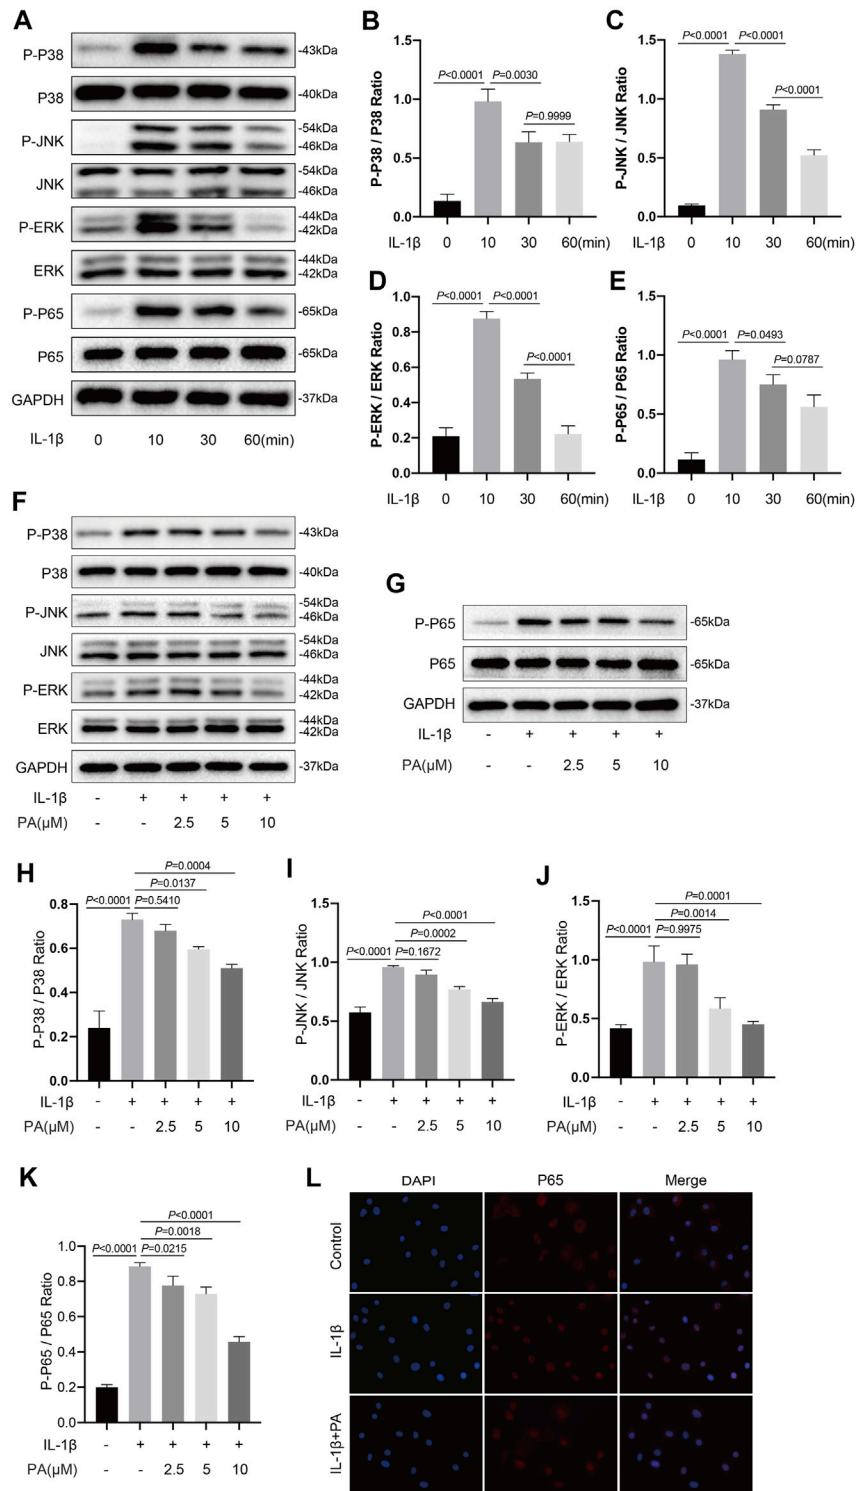 A
P-P38
-43kDa
P38
-40kDa
P-JNK
-54kDa
-46kDa
JNK
-54kDa
-46kDa
P-ERK
-44kDa
-42kDa
ERK
-44kDa
-42kDa
P-P65
-65kDa
P65
-65kDa
GAPDH
-37kDa
IL-1β 0 10 30 60(min)
B
P-P38 / P38 Ratio
1.5
1.0
0.5
0.0
P<0.0001 P=0.0030
P=0.9999
IL-1β 0 10 30 60(min)
C
P-JNK / JNK Ratio
1.5
1.0
0.5
0.0
P<0.0001 P<0.0001
P<0.0001
IL-1β 0 10 30 60(min)
D
P-ERK / ERK Ratio
1.0
0.8
0.6
0.4
0.2
0.0
P<0.0001 P<0.0001
P<0.0001
IL-1β 0 10 30 60(min)
E
P-P65 / P65 Ratio
1.5
1.0
0.5
0.0
P<0.0001 P=0.0493
P=0.0787
IL-1β 0 10 30 60(min)
F
P-P38
-43kDa
P38
-40kDa
P-JNK
-54kDa
-46kDa
JNK
-54kDa
-46kDa
P-ERK
-44kDa
-42kDa
ERK
-44kDa
-42kDa
GAPDH
-37kDa
IL-1β - + + + +
PA(μM) - - 2.5 5 10
G
P-P65
-65kDa
P65
-65kDa
GAPDH
-37kDa
IL-1β - + + + +
PA(μM) - - 2.5 5 10
H
P-P38 / P38 Ratio
0.8
0.6
0.4
0.2
0.0
P=0.0004
P=0.0137
P<0.0001 P=0.5410
IL-1β - + + + +
PA(μM) - - 2.5 5 10
I
P-JNK / JNK Ratio
1.5
1.0
0.5
0.0
P<0.0001
P=0.0002
P<0.0001 P=0.1672
IL-1β - + + + +
PA(μM) - - 2.5 5 10
J
P-ERK / ERK Ratio
1.5
1.0
0.5
0.0
P=0.0001
P=0.0014
P<0.0001 P=0.9975
IL-1β - + + + +
PA(μM) - - 2.5 5 10
K
P-P65 / P65 Ratio
1.0
0.8
0.6
0.4
0.2
0.0
P<0.0001
P=0.0018
P<0.0001 P=0.0215
IL-1β - + + + +
PA(μM) - - 2.5 5 10
L
DAPI P65 Merge
Control
IL-1β
IL-1β+PA